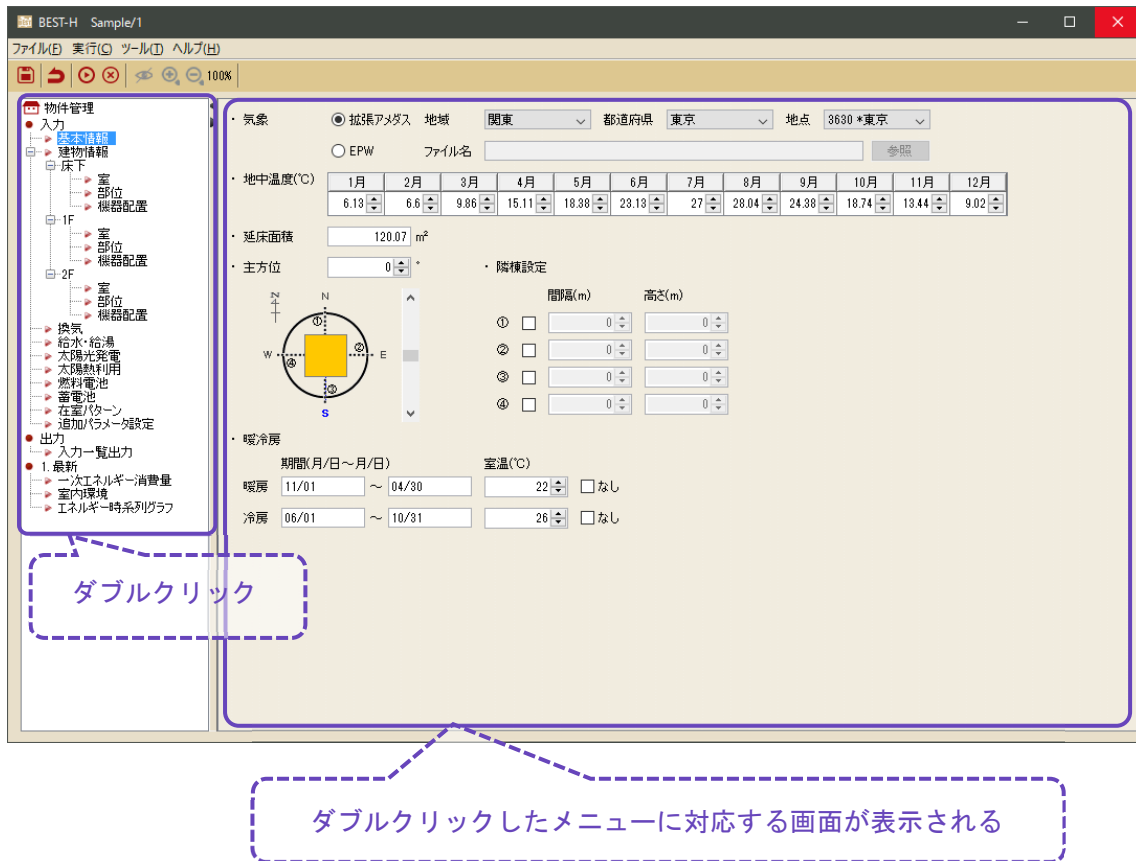 BEST-H Sample/1
ファイル(F) 実行(C) ツール(T) ヘルプ(H)
100%
物件管理
入力
基本情報
建物情報
床下
室
部位
機器配置
1F
室
部位
機器配置
2F
室
部位
機器配置
換気
給水・給湯
太陽光発電
太陽熱利用
燃料電池
蓄電池
在室パターン
追加パラメータ設定
出力
入力一覧出力
1.最新
一次エネルギー消費量
室内環境
エネルギー時系列グラフ
・気象 拡張アメダス 地域 関東 都道府県 東京 地点 3630 *東京
EPW ファイル名 参照
・地中温度(℃) 1月 2月 3月 4月 5月 6月 7月 8月 9月 10月 11月 12月
6.13 6.6 9.86 15.11 18.38 23.13 27 28.04 24.38 18.74 13.44 9.02
・延床面積 120.07 m²
・主方位 0 ° ・隣棟設定
間隔(m) 高さ(m)
N N
① ① 0 0
W ② E ② 0 0
④ ③ 0 0
③ ④ 0 0
S
・暖冷房
期間(月/日～月/日) 室温(℃)
暖房 11/01 ～ 04/30 22 なし
冷房 06/01 ～ 10/31 26 なし
ダブルクリック
ダブルクリックしたメニューに対応する画面が表示される